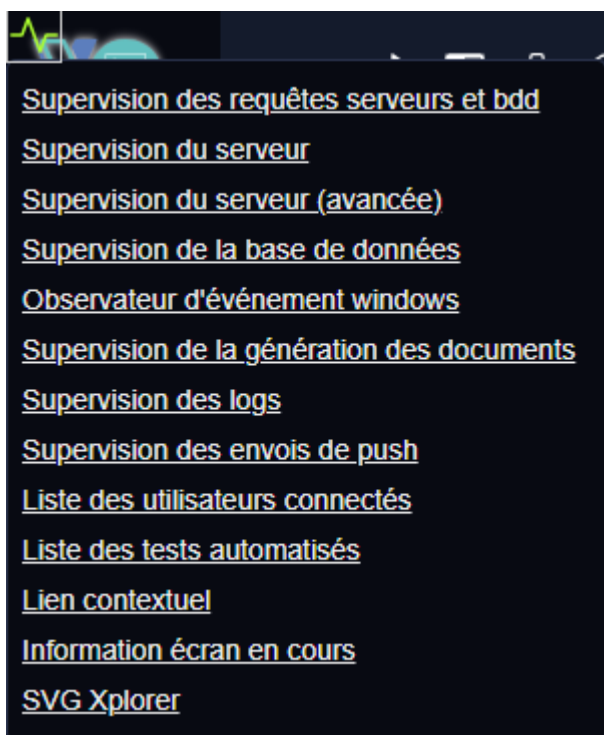 Supervision des requêtes serveurs et bdd
Supervision du serveur
Supervision du serveur (avancée)
Supervision de la base de données
Observateur d'événement windows
Supervision de la génération des documents
Supervision des logs
Supervision des envois de push
Liste des utilisateurs connectés
Liste des tests automatisés
Lien contextuel
Information écran en cours
SVG Xplorer